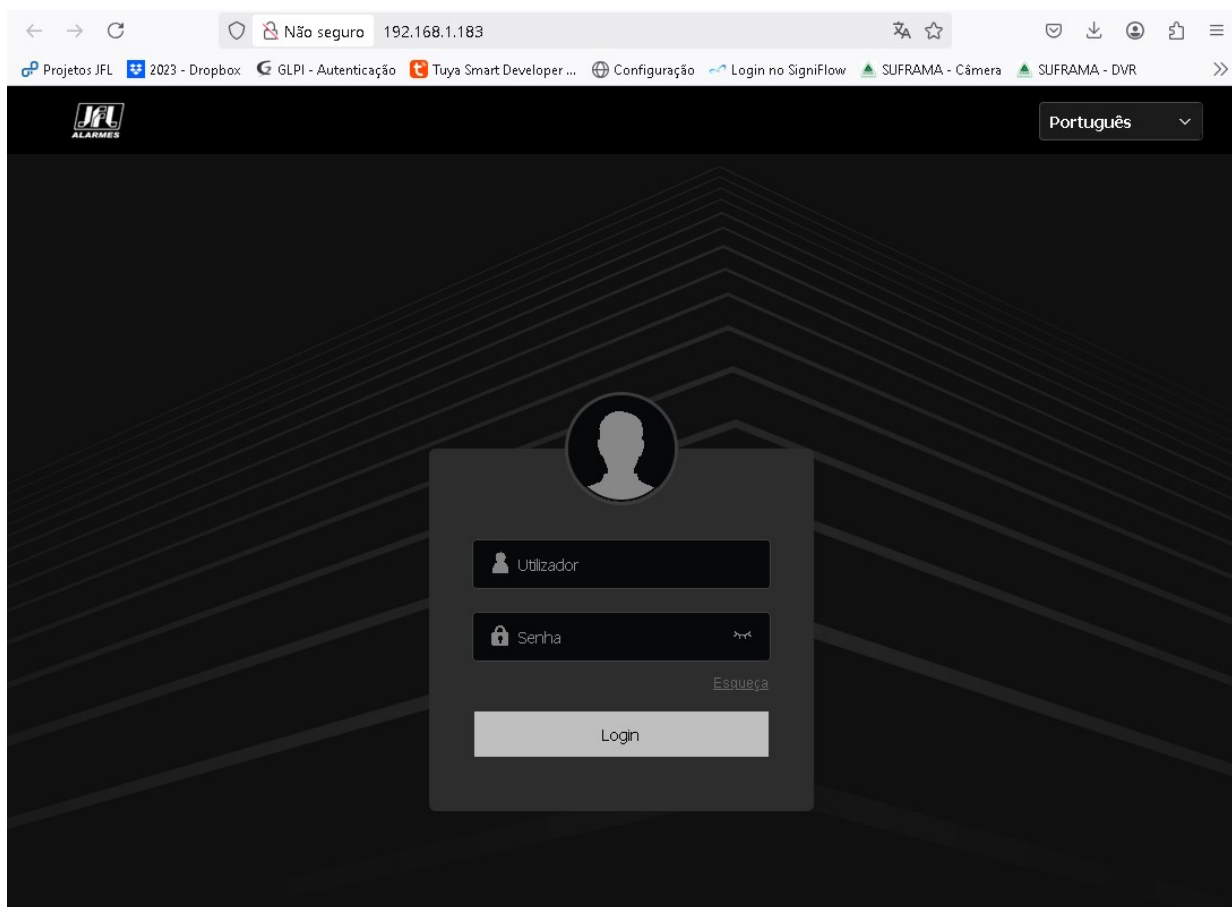 Não seguro 192.168.1.183
Projetos JFL 2023 - Dropbox GLPI - Autenticação Tuya Smart Developer ... Configuração Login no SigniFlow SUFRAMA - Câmera SUFRAMA - DVR
JFL
ALARMES
Português
Utilizador
Senha
Esqueça
Login